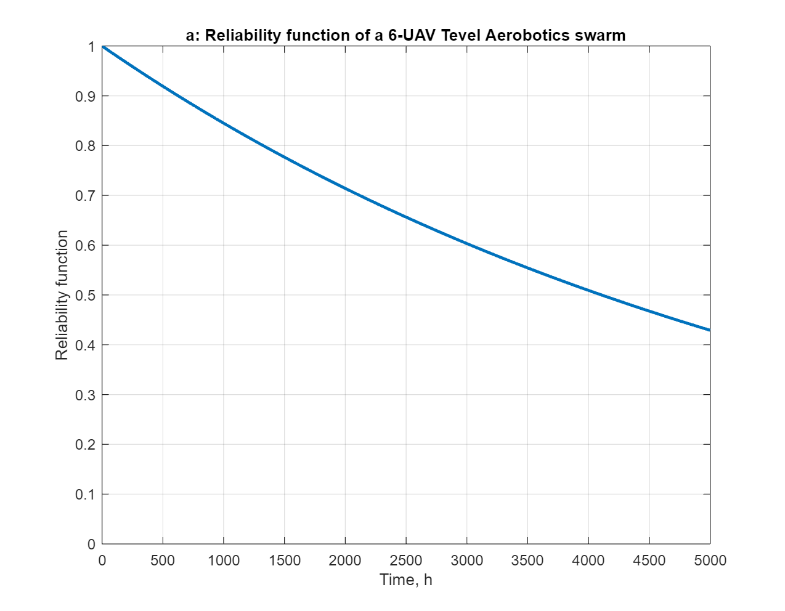 a: Reliability function of a 6-UAV Tevel Aerobotics swarm
1
0.9
0.8
0.7
0.6
0.5
0.4
0.3
0.2
0.1
0
Reliability function
0 500 1000 1500 2000 2500 3000 3500 4000 4500 5000
Time, h